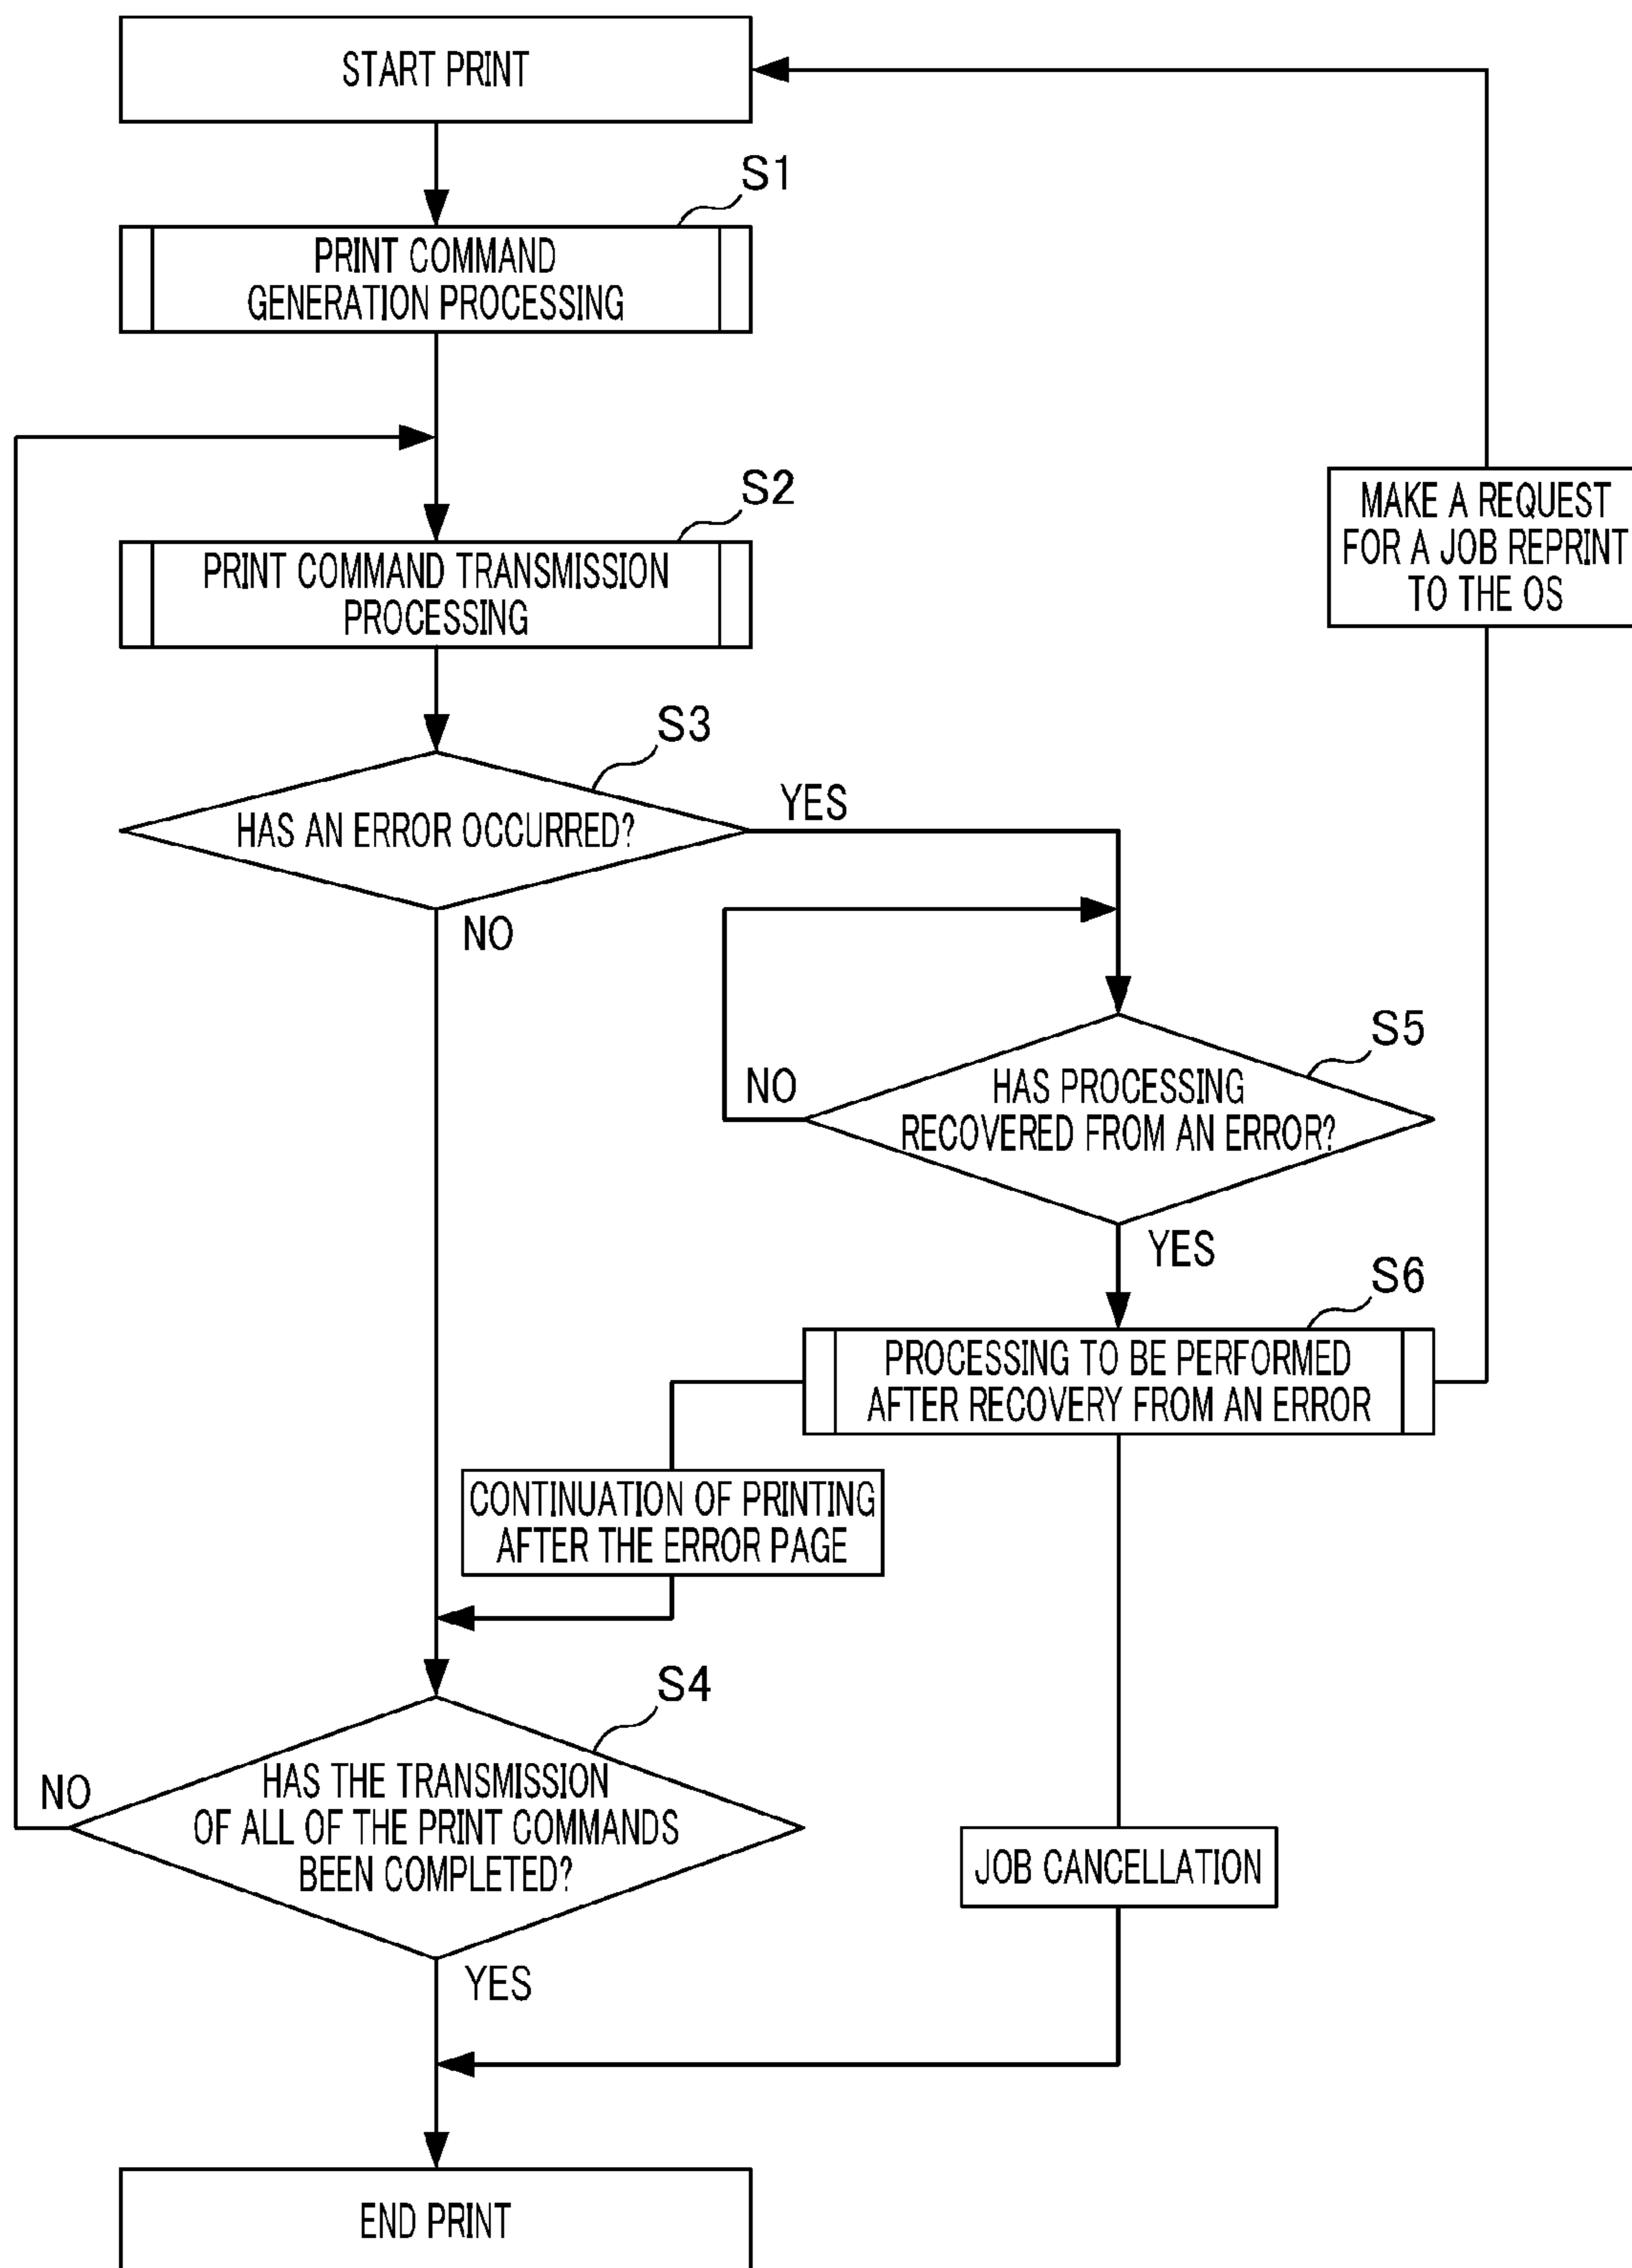 START PRINT
S1
PRINT COMMAND
GENERATION PROCESSING
S2
PRINT COMMAND TRANSMISSION
PROCESSING
MAKE A REQUEST
FOR A JOB REPRINT
TO THE OS
S3
HAS AN ERROR OCCURRED?
YES
NO
S5
HAS PROCESSING
RECOVERED FROM AN ERROR?
NO
YES
S6
PROCESSING TO BE PERFORMED
AFTER RECOVERY FROM AN ERROR
CONTINUATION OF PRINTING
AFTER THE ERROR PAGE
S4
HAS THE TRANSMISSION
OF ALL OF THE PRINT COMMANDS
BEEN COMPLETED?
NO
YES
JOB CANCELLATION
END PRINT